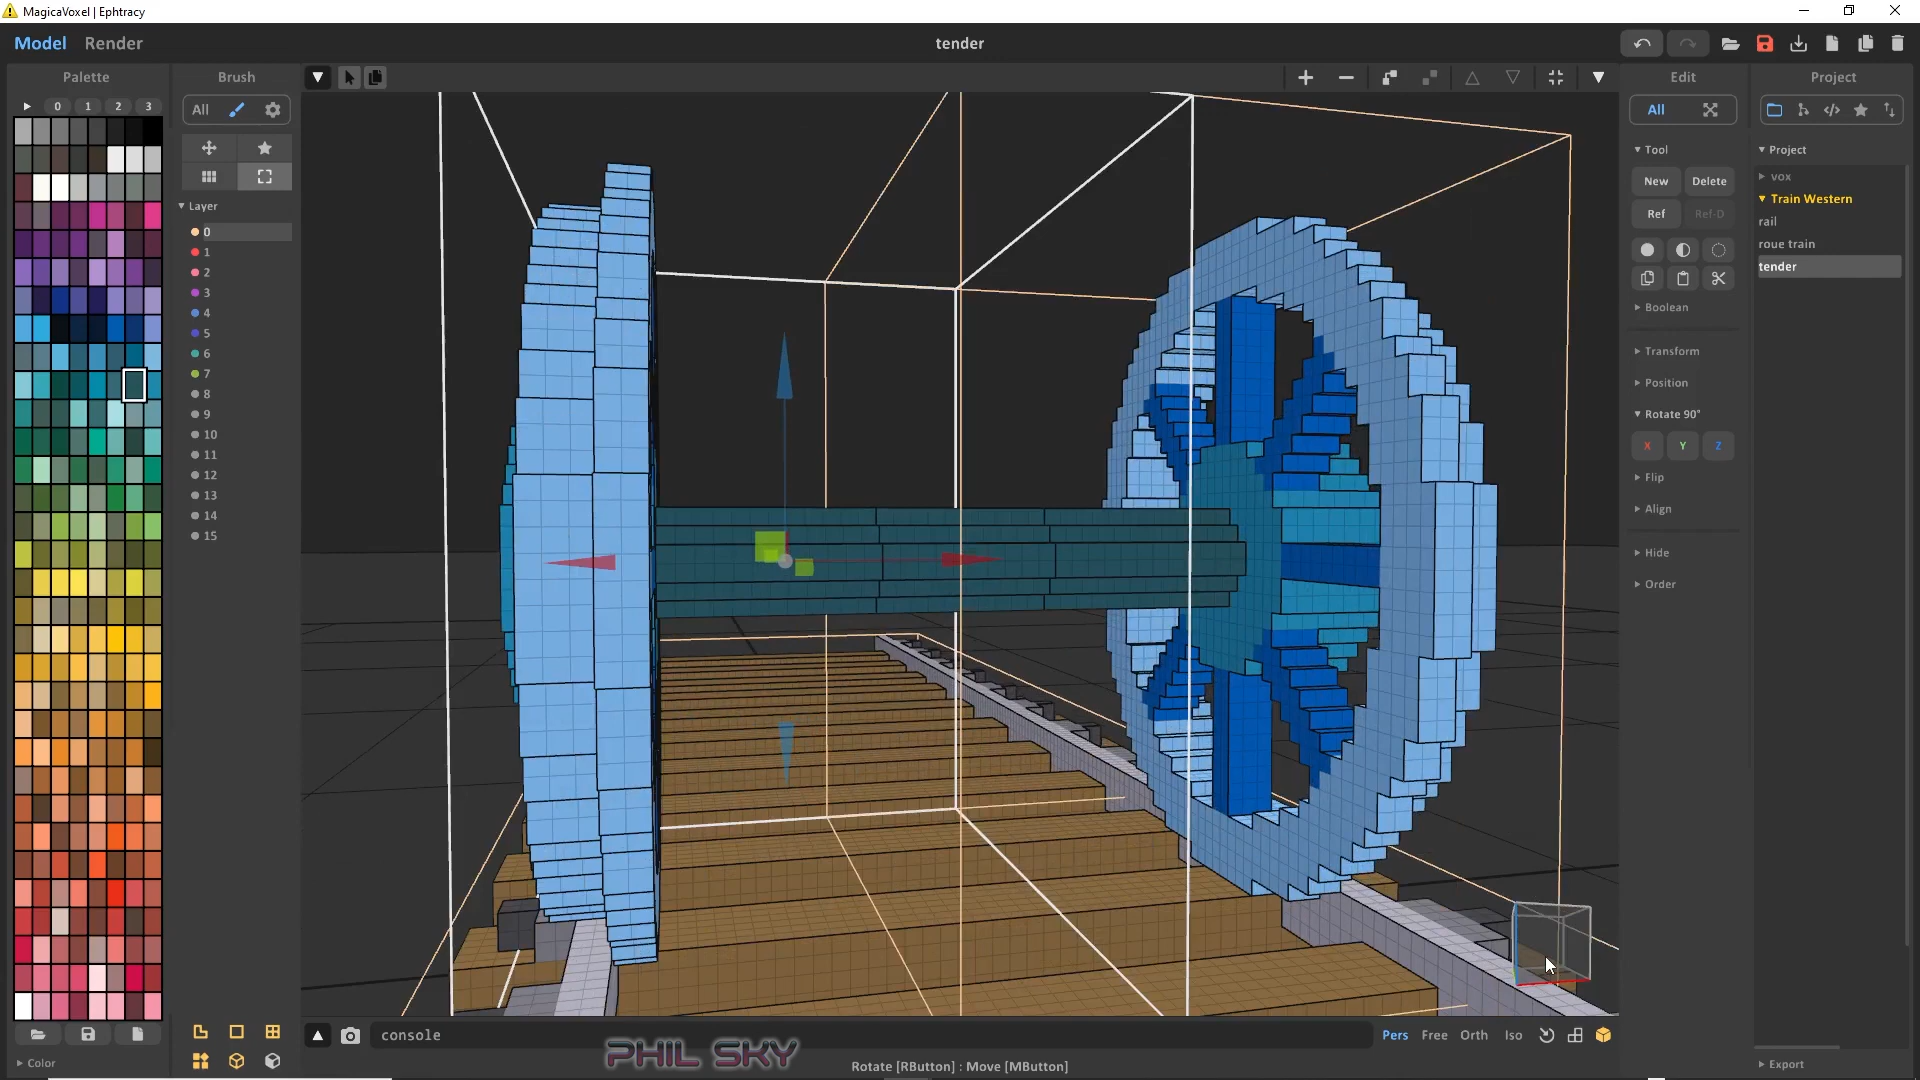 MagicaVoxel | Ephtracy
Model Render
tender
Palette
Brush
Edit
Project
0 1 2 3
All
All
Layer
0
1
2
3
4
5
6
7
8
9
10
11
12
13
14
15
Tool
New Delete
Ref Ref-D
Boolean
Transform
Position
Rotate 90°
X Y Z
Flip
Align
Hide
Order
Project
vox
Train Western
rail
roue train
tender
Color
console
PHIL SKY
Rotate [RButton] : Move [MButton]
Pers Free Orth Iso
Export